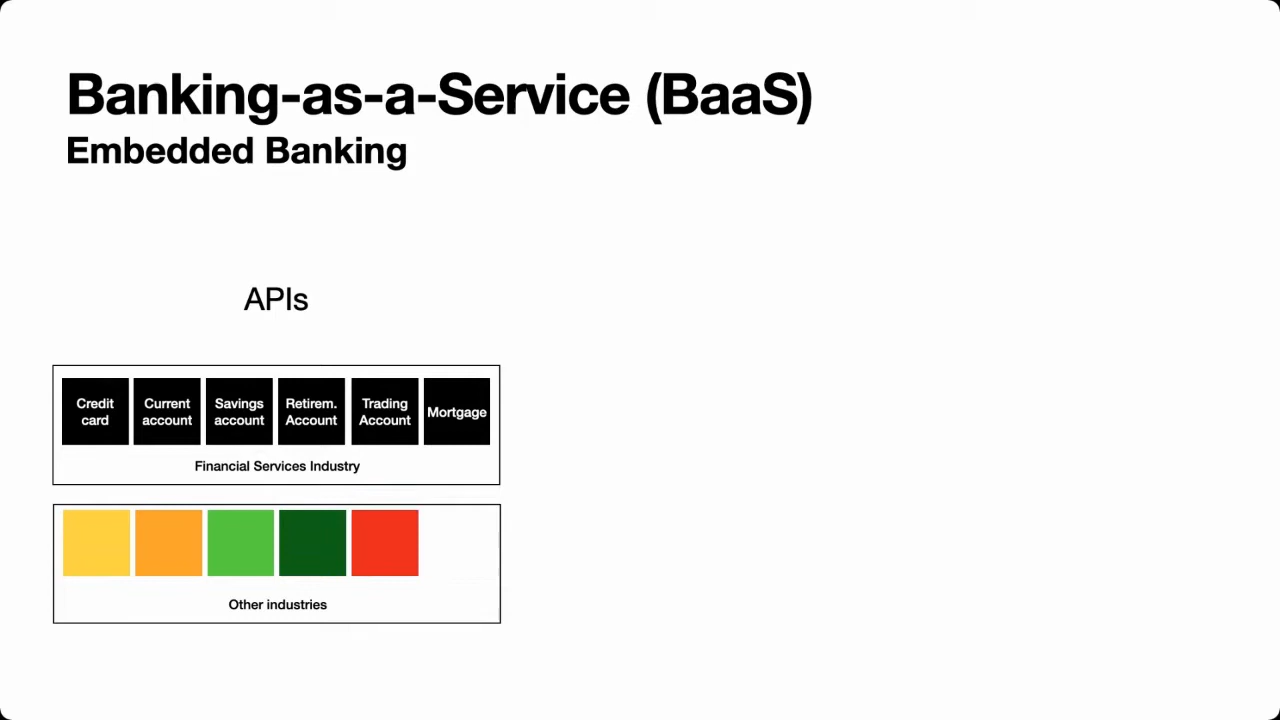 Banking-as-a-Service (BaaS)
Embedded Banking
APIs
Credit
card
Current
account
Savings
account
Retirem.
Account
Trading
Account
Mortgage
Financial Services Industry
Other industries